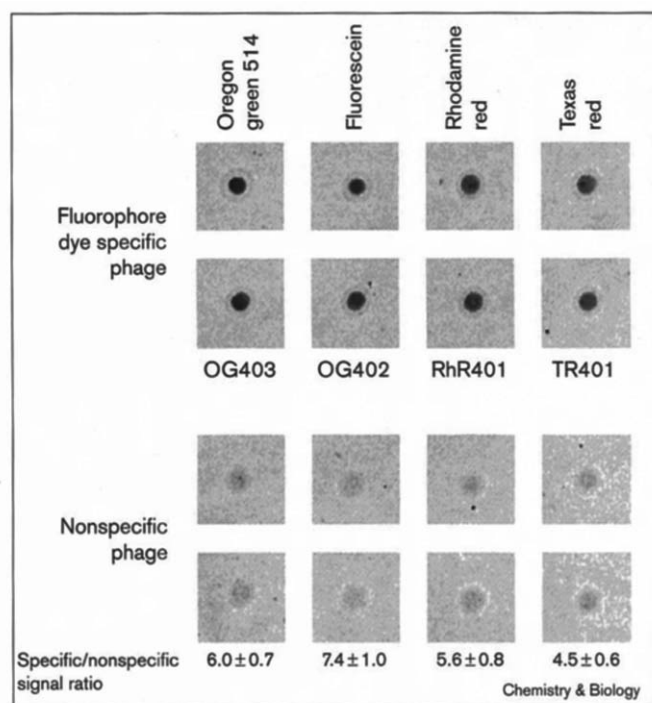 Oregon
green 514
Fluorescein
Rhodamine
red
Texas
red
Fluorophore
dye specific
phage
OG403 OG402 RhR401 TR401
Nonspecific
phage
Specific/nonspecific
signal ratio
6.0±0.7 7.4±1.0 5.6±0.8 4.5±0.6
Chemistry & Biology